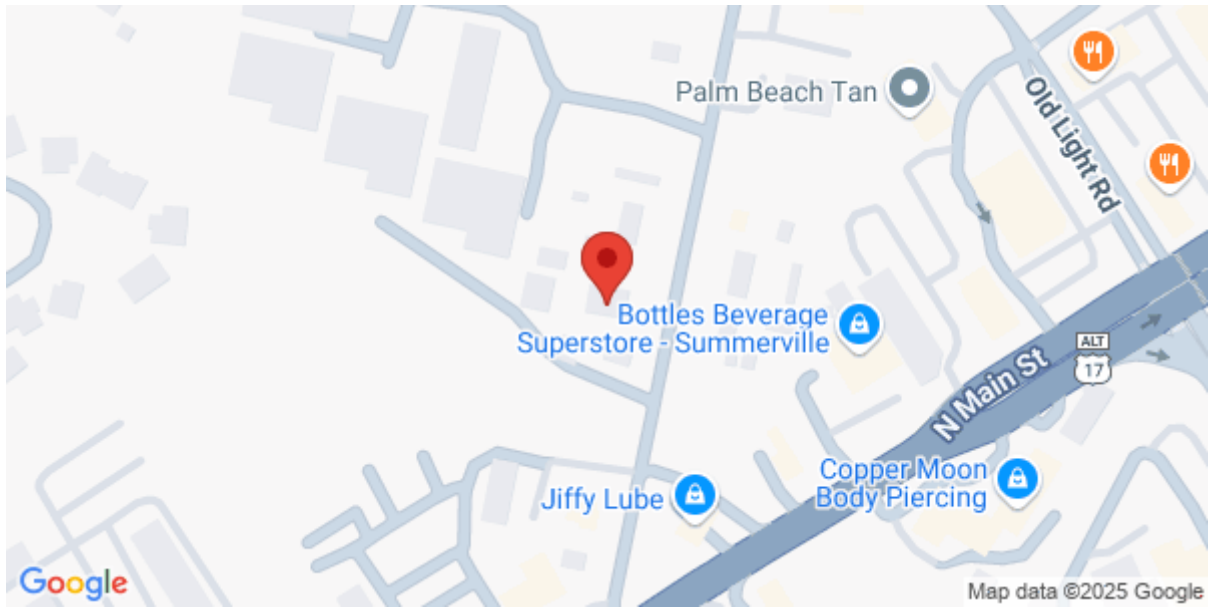 Palm Beach Tan
Old Light Rd
Bottles Beverage
Superstore - Summerville
ALT
17
N Main St
Copper Moon
Body Piercing
Jiffy Lube
Google
Map data ©2025 Google